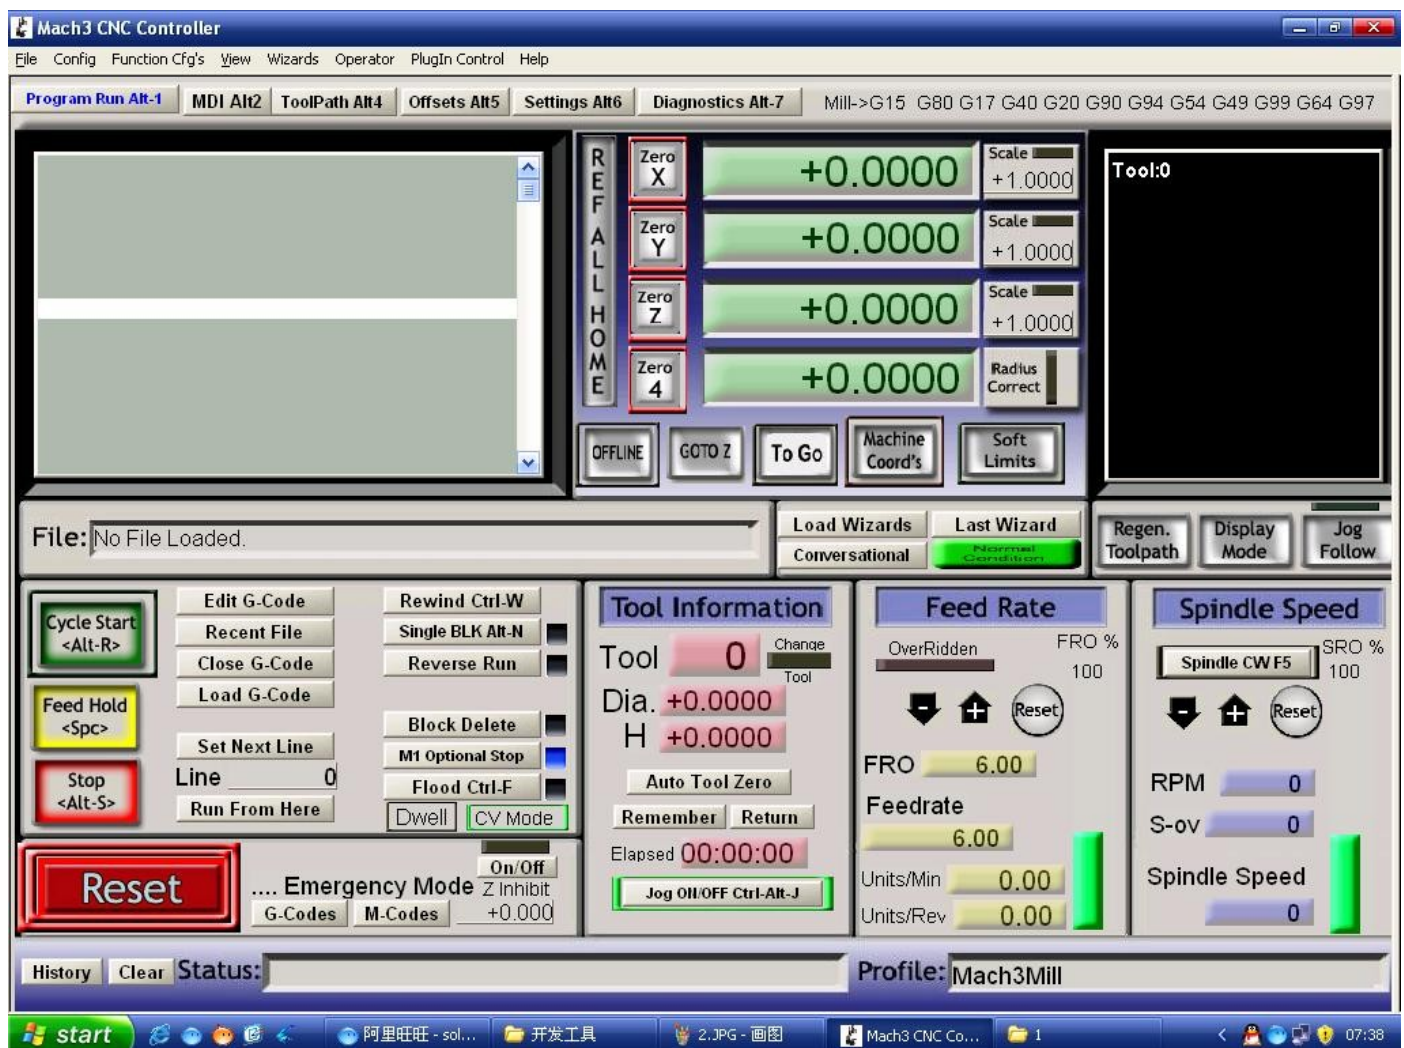 Mach3 CNC Controller
File Config Function Cfg's View Wizards Operator PlugIn Control Help
Program Run Alt-1 MDI Alt2 ToolPath Alt4 Offsets Alt5 Settings Alt6 Diagnostics Alt-7 Mill->G15 G80 G17 G40 G20 G90 G94 G54 G49 G99 G64 G97
REF ALL HOME
Zero X +0.0000 Scale +1.0000
Zero Y +0.0000 Scale +1.0000
Zero Z +0.0000 Scale +1.0000
Zero 4 +0.0000 Radius Correct
Tool:0
OFFLINE GOTO Z To Go Machine Coord's Soft Limits
File: No File Loaded.
Load Wizards Last Wizard
Conversational Normal Condition
Regen. Toolpath Display Mode Jog Follow
Cycle Start <Alt-R>
Feed Hold <Spc>
Stop <Alt-S>
Edit G-Code
Recent File
Close G-Code
Load G-Code
Set Next Line
Line 0
Run From Here
Rewind Ctrl-W
Single BLK Alt-N
Reverse Run
Block Delete
M1 Optional Stop
Flood Ctrl-F
Dwell CV Mode
Reset
.... Emergency Mode
G-Codes M-Codes
On/Off
Z Inhibit
+0.000
Tool Information
Tool 0 Change Tool
Dia. +0.0000
H +0.0000
Auto Tool Zero
Remember Return
Elapsed 00:00:00
Jog ON/OFF Ctrl-Alt-J
Feed Rate
OverRidden FRO %
100
- + Reset
FRO 6.00
Feedrate
6.00
Units/Min 0.00
Units/Rev 0.00
Spindle Speed
Spindle CW F5 SRO %
100
- + Reset
RPM 0
S-ov 0
Spindle Speed
0
History Clear Status: Profile: Mach3Mill
start 阿里旺旺 - sol... 开发工具 2.JPG - 画图 Mach3 CNC Co... 1 07:38